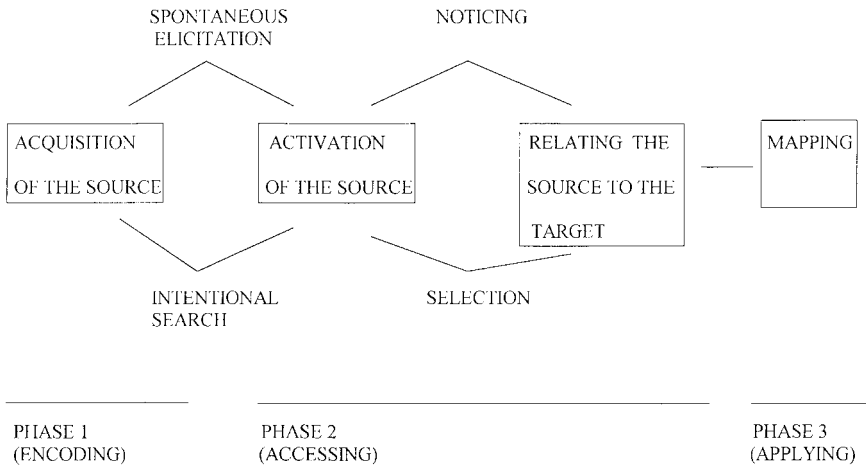 SPONTANEOUS
ELICITATION
NOTICING
ACQUISITION
OF THE SOURCE
ACTIVATION
OF THE SOURCE
RELATING THE
SOURCE TO THE
TARGET
MAPPING
INTENTIONAL
SEARCH
SELECTION
PHASE 1
(ENCODING)
PHASE 2
(ACCESSING)
PHASE 3
(APPLYING)